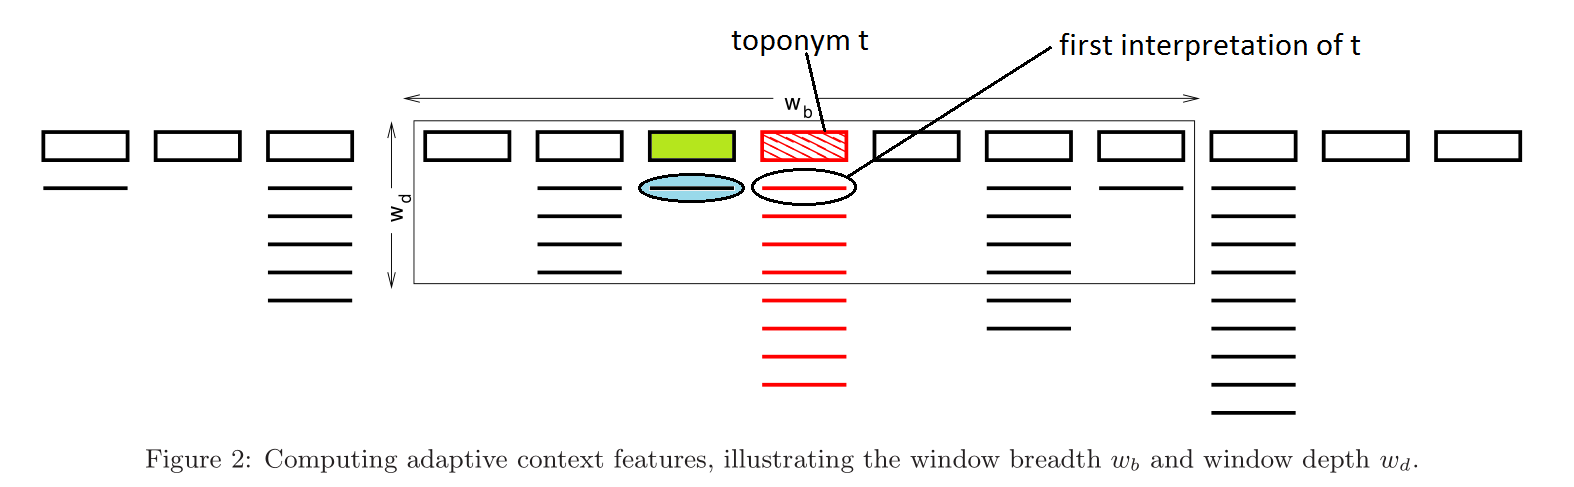 toponym t
first interpretation of t
w_b
w_d
Figure 2: Computing adaptive context features, illustrating the window breadth w_b and window depth w_d.